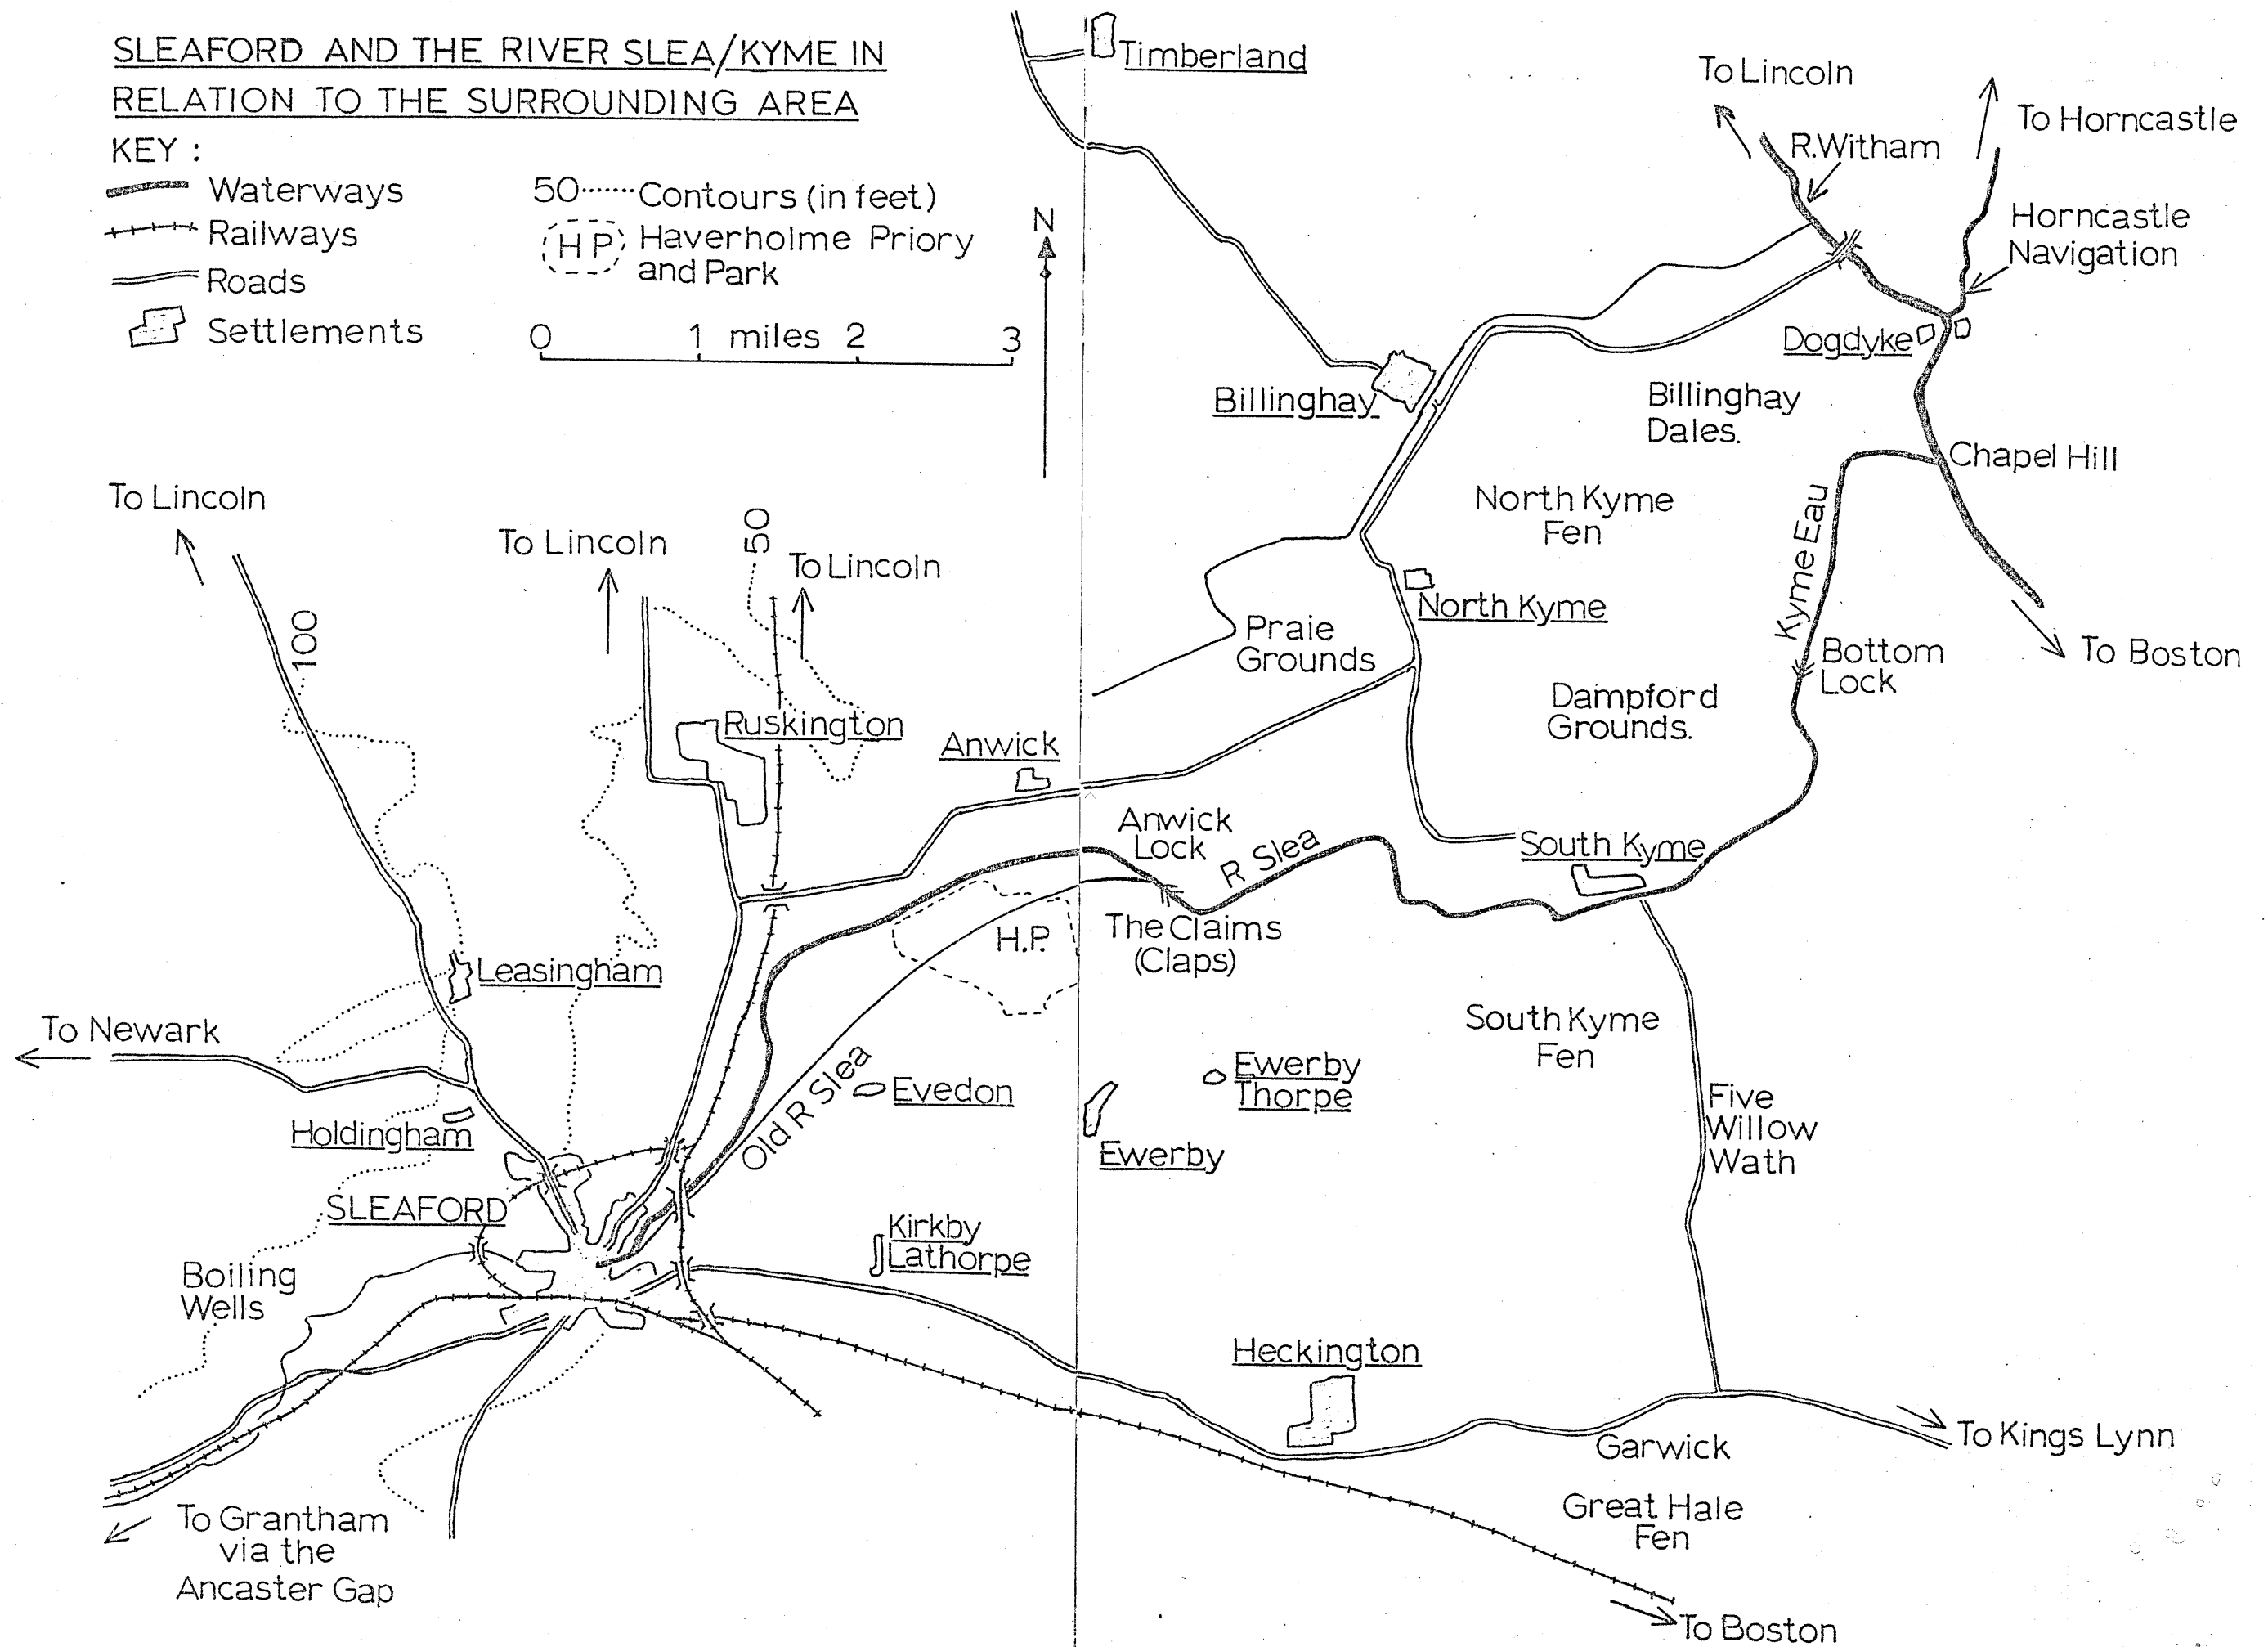 SLEAFORD AND THE RIVER SLEA/KYME IN
RELATION TO THE SURROUNDING AREA
KEY :
Waterways
Railways
Roads
Settlements
50 Contours (in feet)
H P Haverholme Priory
and Park
0 1 miles 2 3
N
Timberland
To Lincoln
To Horncastle
R.Witham
Horncastle
Navigation
Dogdyke
Billinghay
Billinghay
Dales.
Chapel Hill
North Kyme
Fen
Kyme Eau
North Kyme
Praie
Grounds
Bottom
Lock
To Boston
Dampford
Grounds.
To Lincoln
To Lincoln
50
To Lincoln
100
Ruskington
Anwick
Anwick
Lock
R Slea
South Kyme
H.P.
The Claims
(Claps)
Leasingham
To Newark
South Kyme
Fen
Old R Slea
Evedon
Ewerby
Thorpe
Five
Willow
Wath
Holdingham
Ewerby
SLEAFORD
Kirkby
Lathorpe
Boiling
Wells
Heckington
Garwick
To Kings Lynn
Great Hale
Fen
To Grantham
via the
Ancaster Gap
To Boston